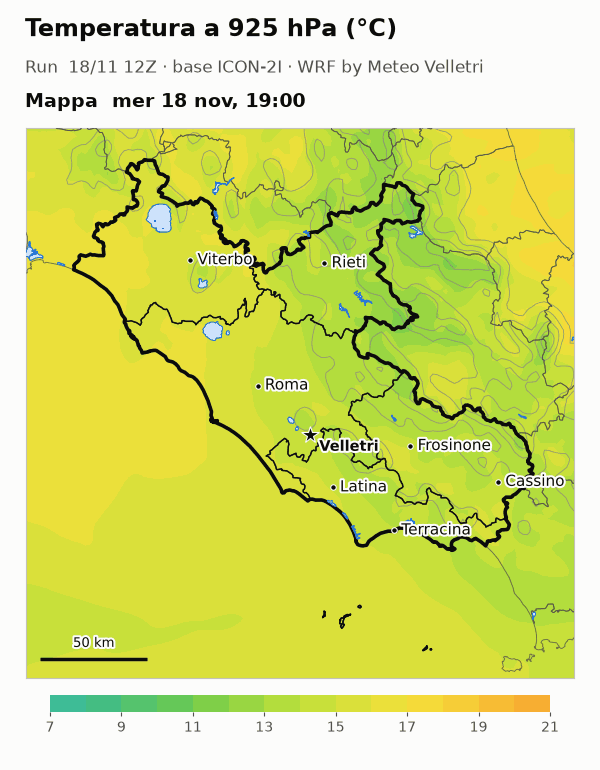 Temperatura a 925 hPa (°C)
Run 18/11 12Z · base ICON-2I · WRF by Meteo Velletri
Mappa mer 18 nov, 19:00
Viterbo
Rieti
Roma
Velletri
Frosinone
Cassino
Latina
Terracina
50 km
7 9 11 13 15 17 19 21